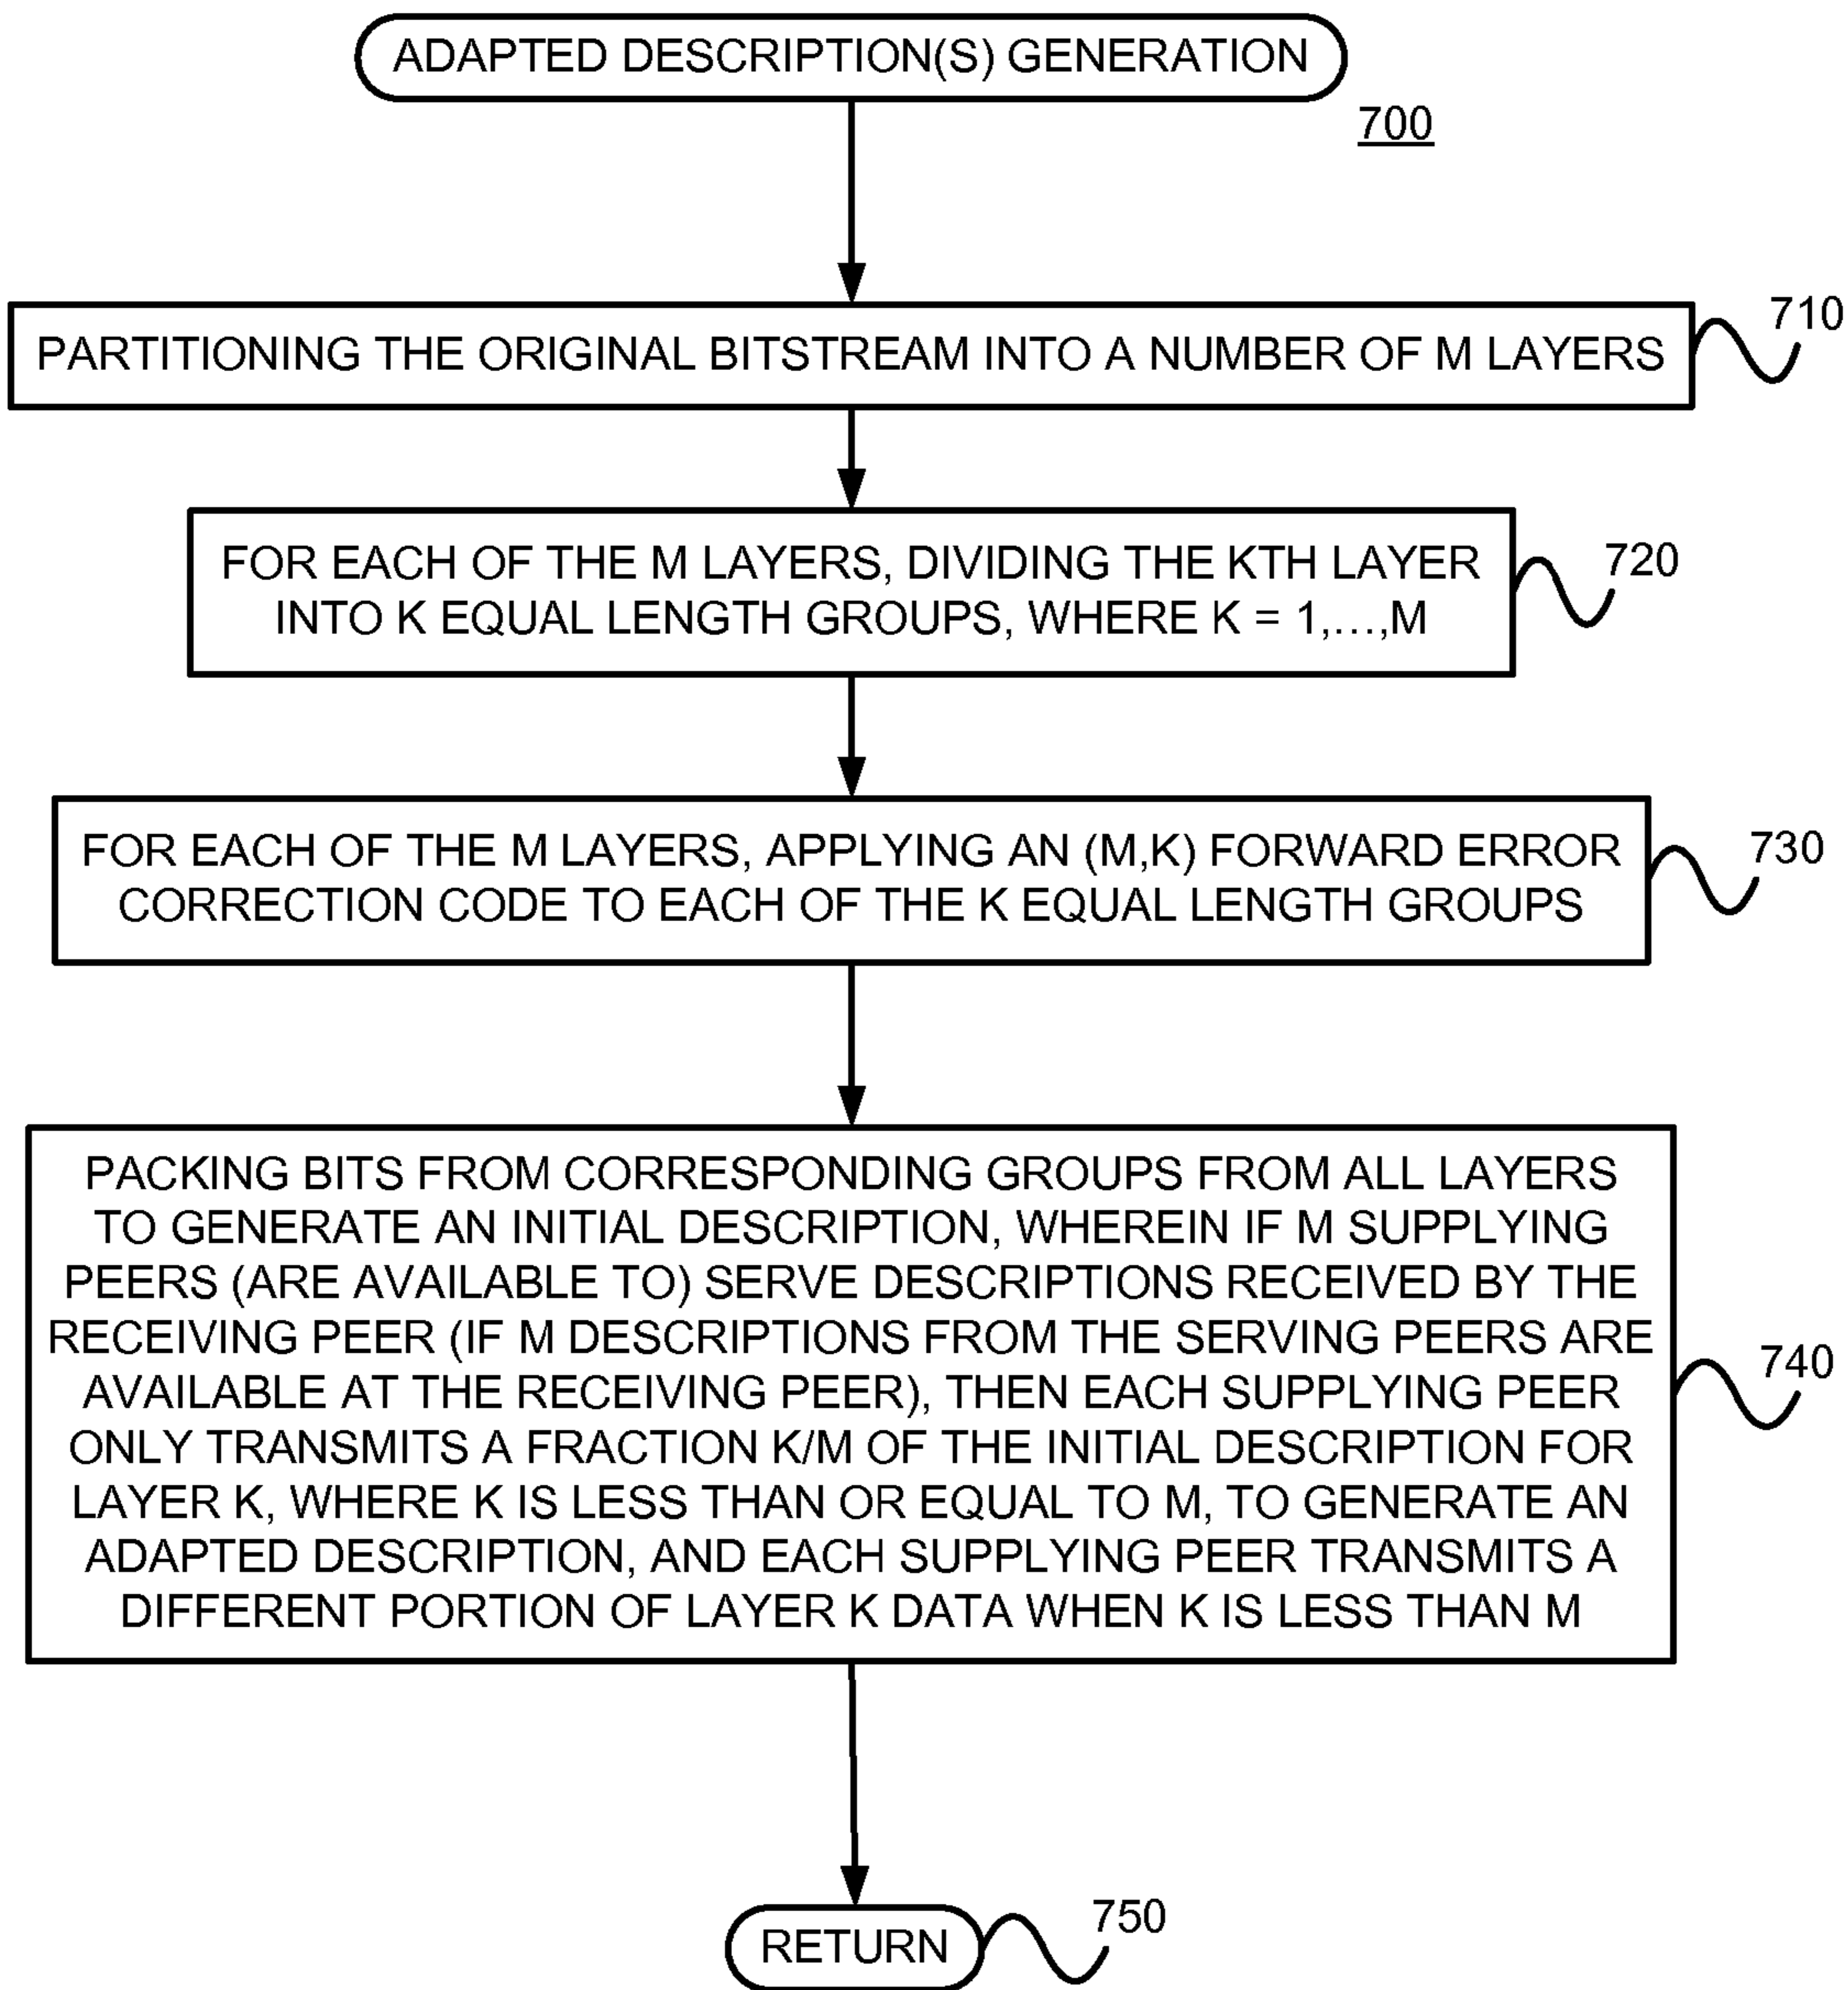 ADAPTED DESCRIPTION(S) GENERATION
700
PARTITIONING THE ORIGINAL BITSTREAM INTO A NUMBER OF M LAYERS
710
FOR EACH OF THE M LAYERS, DIVIDING THE KTH LAYER
INTO K EQUAL LENGTH GROUPS, WHERE K = 1,...,M
720
FOR EACH OF THE M LAYERS, APPLYING AN (M,K) FORWARD ERROR
CORRECTION CODE TO EACH OF THE K EQUAL LENGTH GROUPS
730
PACKING BITS FROM CORRESPONDING GROUPS FROM ALL LAYERS
TO GENERATE AN INITIAL DESCRIPTION, WHEREIN IF M SUPPLYING
PEERS (ARE AVAILABLE TO) SERVE DESCRIPTIONS RECEIVED BY THE
RECEIVING PEER (IF M DESCRIPTIONS FROM THE SERVING PEERS ARE
AVAILABLE AT THE RECEIVING PEER), THEN EACH SUPPLYING PEER
ONLY TRANSMITS A FRACTION K/M OF THE INITIAL DESCRIPTION FOR
LAYER K, WHERE K IS LESS THAN OR EQUAL TO M, TO GENERATE AN
ADAPTED DESCRIPTION, AND EACH SUPPLYING PEER TRANSMITS A
DIFFERENT PORTION OF LAYER K DATA WHEN K IS LESS THAN M
740
RETURN
750